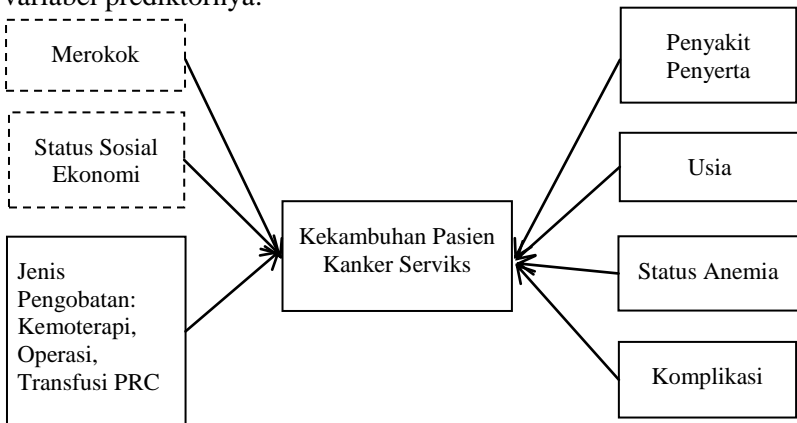 variabel prediktornya.
Merokok
Status Sosial
Ekonomi
Jenis
Pengobatan:
Kemoterapi,
Operasi,
Transfusi PRC
Kekambuhan Pasien
Kanker Serviks
Penyakit
Penyerta
Usia
Status Anemia
Komplikasi